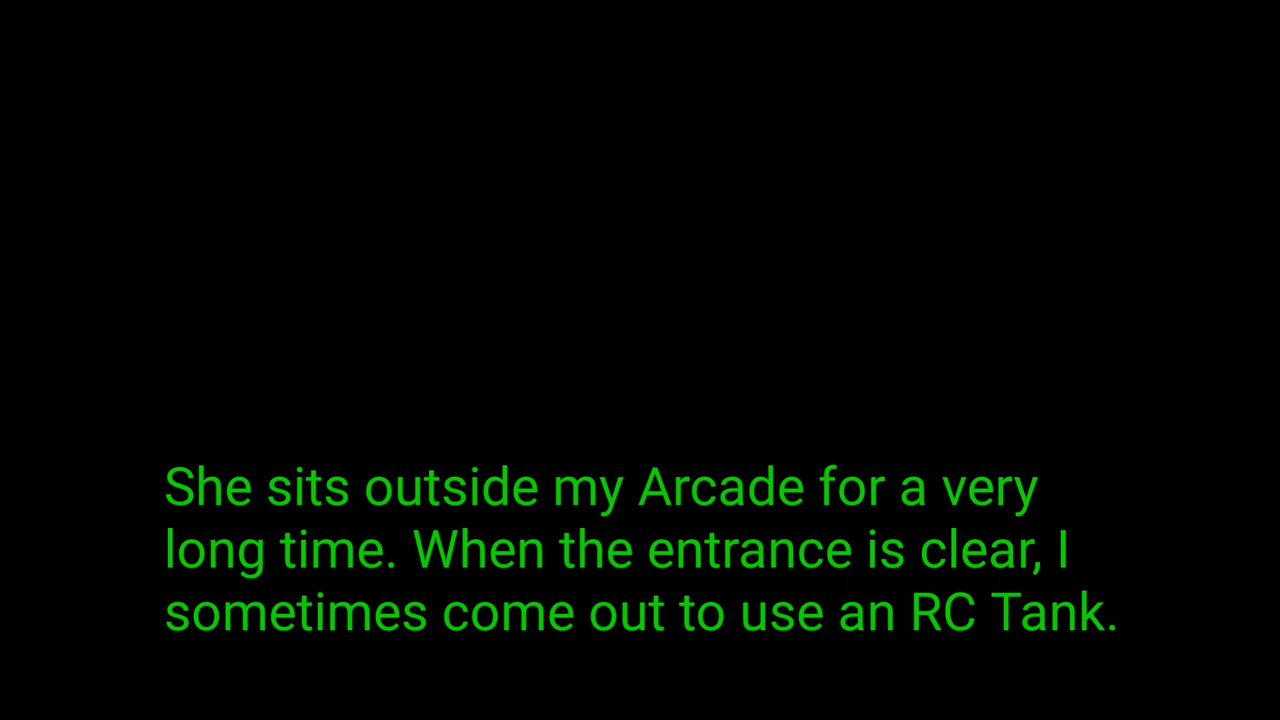 She sits outside my Arcade for a very
long time. When the entrance is clear, I
sometimes come out to use an RC Tank.